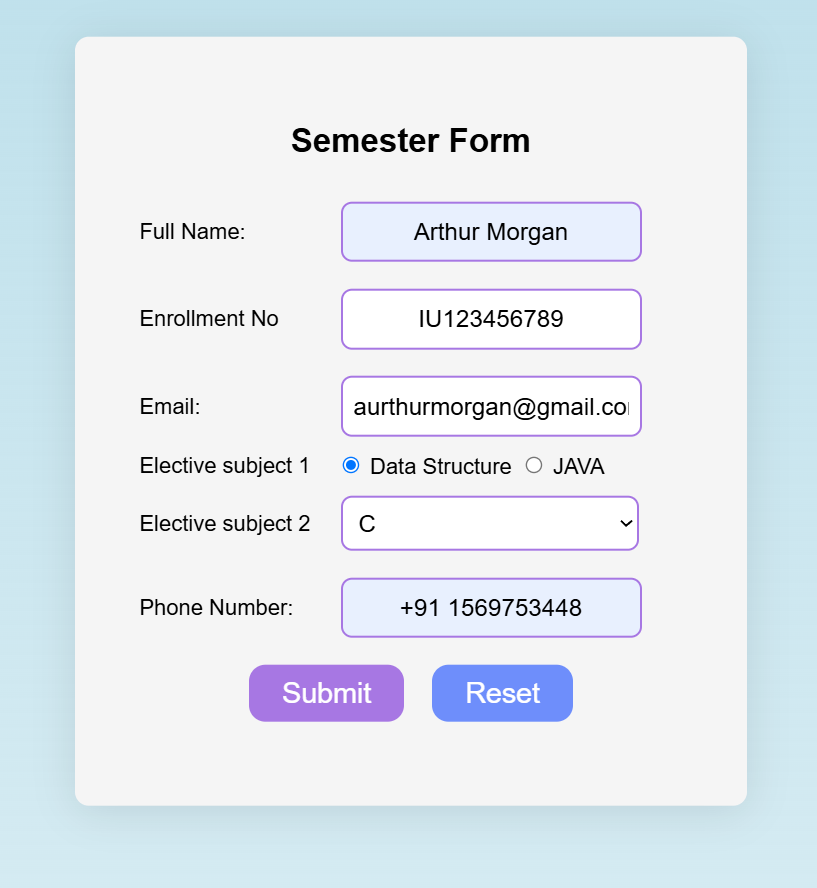 Semester Form
Full Name: Arthur Morgan
Enrollment No IU123456789
Email: aurthurmorgan@gmail.co
Elective subject 1 Data Structure JAVA
Elective subject 2 C
Phone Number: +91 1569753448
Submit Reset